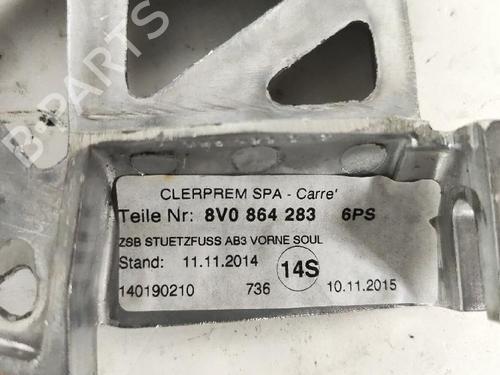 B-PARTS
CLERPREM SPA - Carre'
Teile Nr: 8V0 864 283 6PS
ZSB STUETZFUSS AB3 VORNE SOUL
Stand: 11.11.2014 14S
140190210 736 10.11.2015